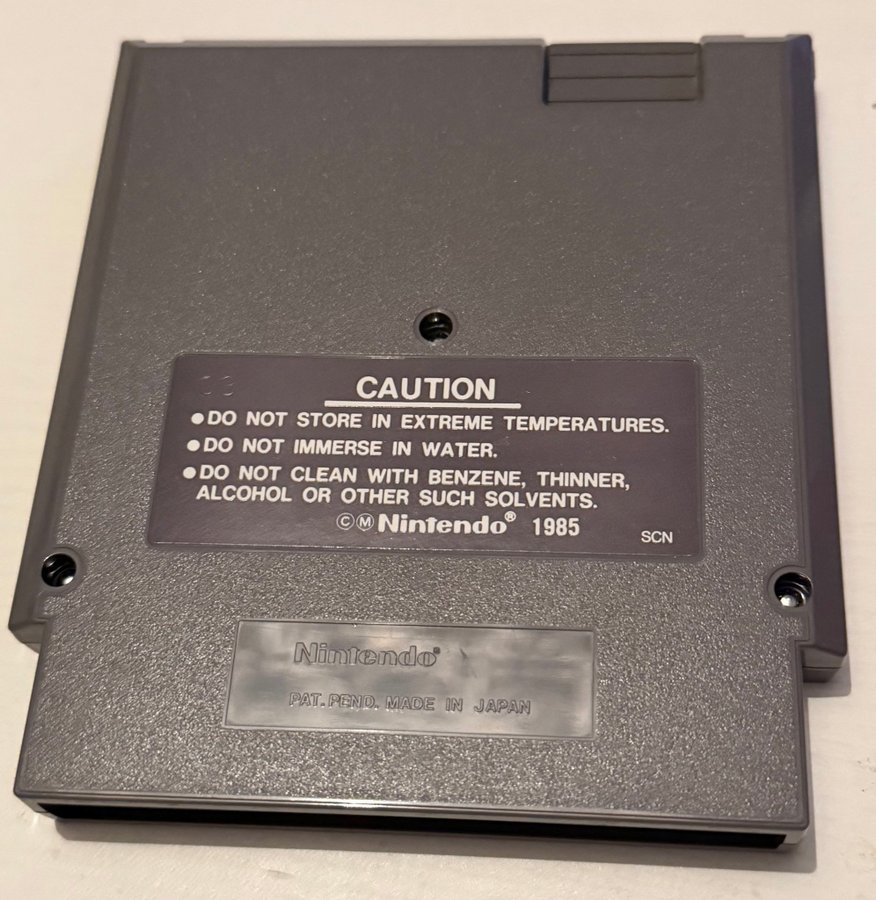 CAUTION
●DO NOT STORE IN EXTREME TEMPERATURES.
●DO NOT IMMERSE IN WATER.
●DO NOT CLEAN WITH BENZENE, THINNER,
ALCOHOL OR OTHER SUCH SOLVENTS.
©Ⓜ Nintendo® 1985
SCN
Nintendo®
PAT. PEND. MADE IN JAPAN